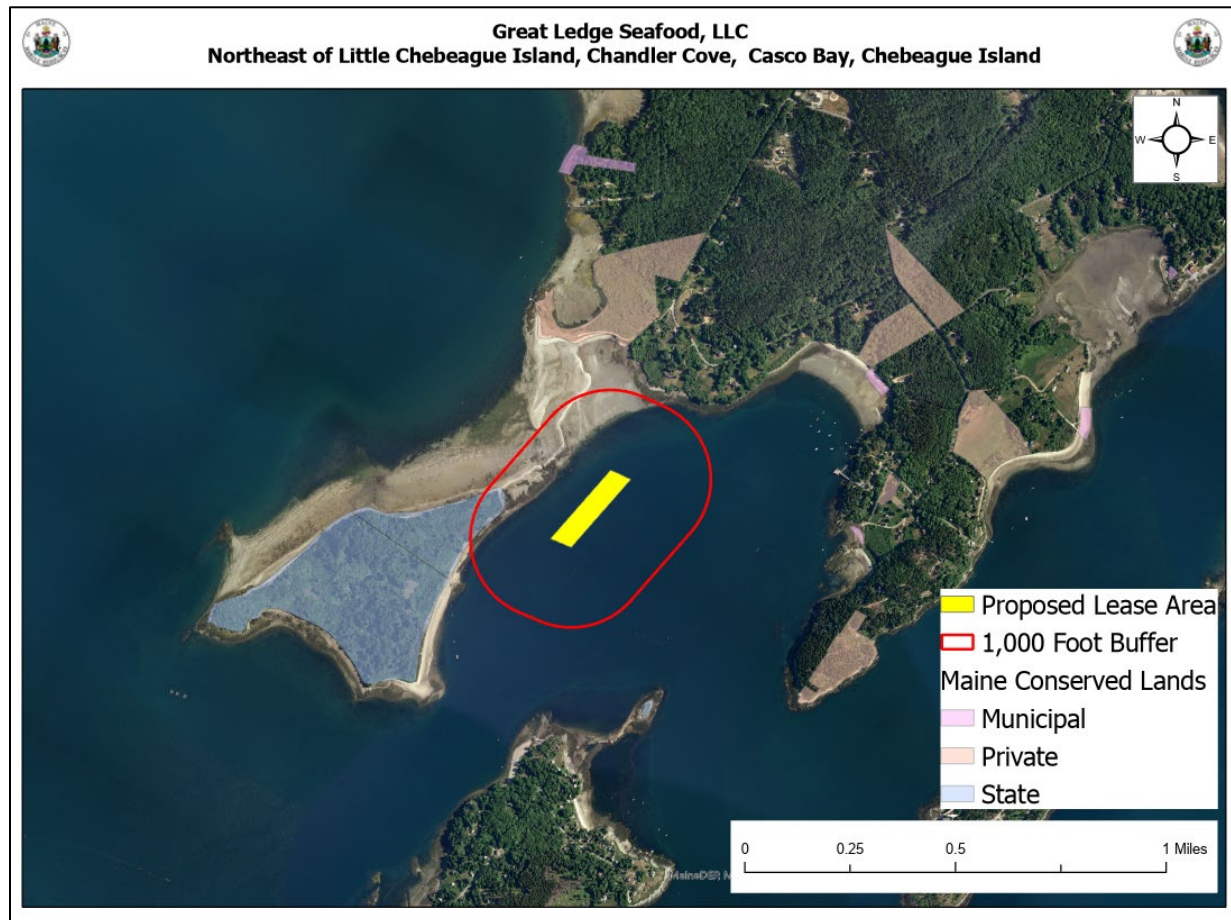 Great Ledge Seafood, LLC
Northeast of Little Chebeague Island, Chandler Cove, Casco Bay, Chebeague Island
N
W E
S
Proposed Lease Area
1,000 Foot Buffer
Maine Conserved Lands
Municipal
Private
State
0 0.25 0.5 1 Miles
MaineDEP,